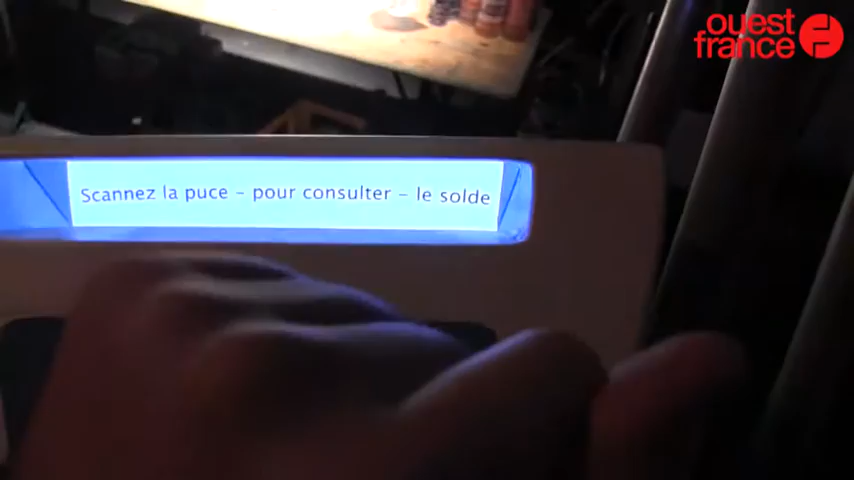 ouest
france
Scannez la puce - pour consulter - le solde